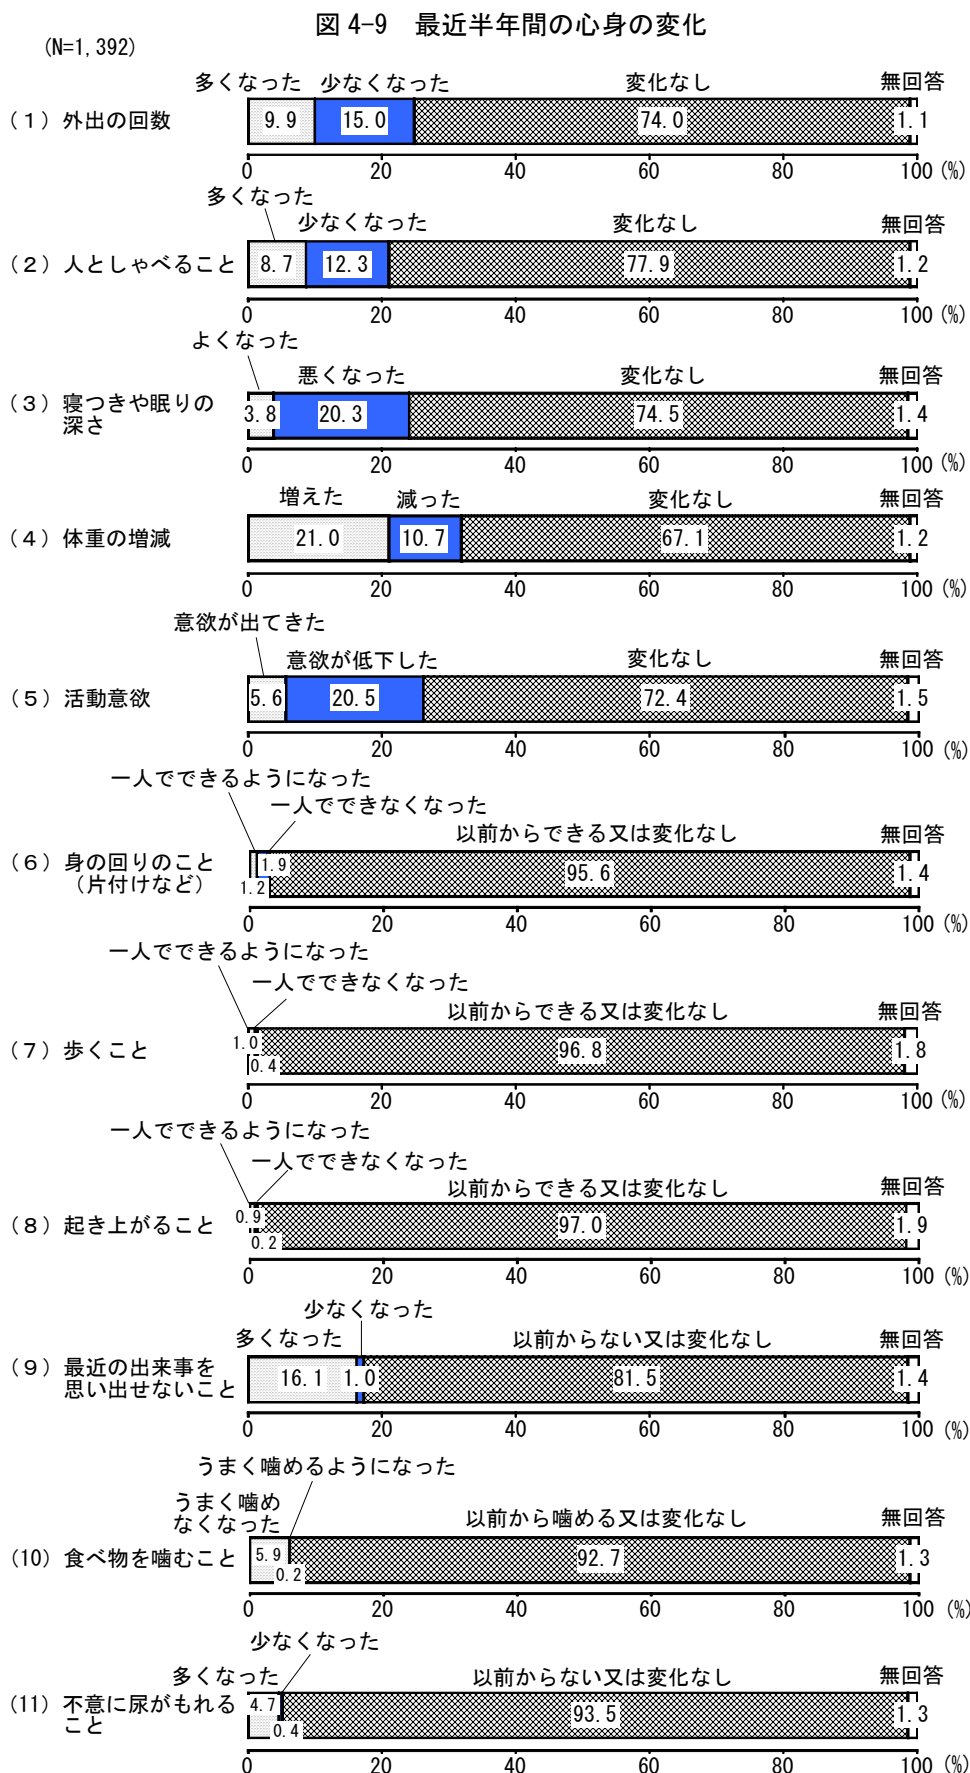 図 4-9　最近半年間の心身の変化
(N=1,392)
多くなった　少なくなった　変化なし　無回答
（１）外出の回数　9.9　15.0　74.0　1.1
0　20　40　60　80　100 (%)
多くなった
少なくなった　変化なし　無回答
（２）人としゃべること　8.7　12.3　77.9　1.2
0　20　40　60　80　100 (%)
よくなった
悪くなった　変化なし　無回答
（３）寝つきや眠りの　3.8　20.3　74.5　1.4
深さ
0　20　40　60　80　100 (%)
増えた　減った　変化なし　無回答
（４）体重の増減　21.0　10.7　67.1　1.2
0　20　40　60　80　100 (%)
意欲が出てきた
意欲が低下した　変化なし　無回答
（５）活動意欲　5.6　20.5　72.4　1.5
0　20　40　60　80　100 (%)
一人でできるようになった
一人でできなくなった
以前からできる又は変化なし　無回答
（６）身の回りのこと　1.9　95.6　1.4
（片付けなど）　1.2
0　20　40　60　80　100 (%)
一人でできるようになった
一人でできなくなった
以前からできる又は変化なし　無回答
（７）歩くこと　1.0　96.8　1.8
0.4
0　20　40　60　80　100 (%)
一人でできるようになった
一人でできなくなった
以前からできる又は変化なし　無回答
（８）起き上がること　0.9　97.0　1.9
0.2
0　20　40　60　80　100 (%)
少なくなった
多くなった　以前からない又は変化なし　無回答
（９）最近の出来事を　16.1　1.0　81.5　1.4
思い出せないこと
0　20　40　60　80　100 (%)
うまく噛めるようになった
うまく噛め
なくなった　以前から噛める又は変化なし　無回答
(10) 食べ物を噛むこと　5.9　92.7　1.3
0.2
0　20　40　60　80　100 (%)
少なくなった
多くなった　以前からない又は変化なし　無回答
(11) 不意に尿がもれる　4.7　93.5　1.3
こと　0.4
0　20　40　60　80　100 (%)